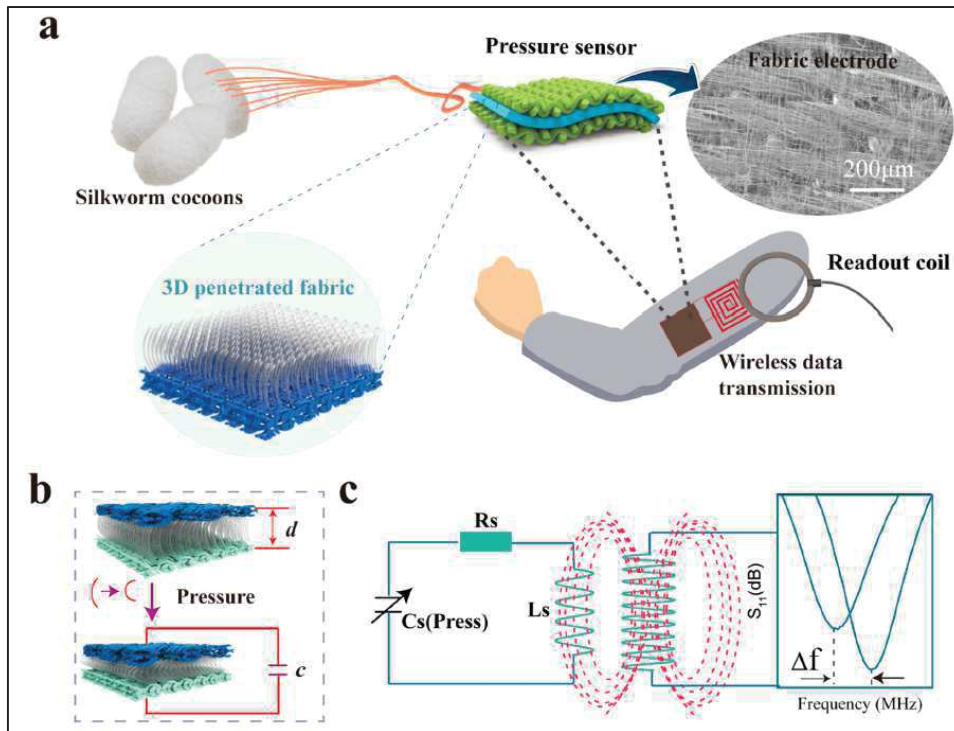 a
Pressure sensor
Fabric electrode
200μm
Silkworm cocoons
3D penetrated fabric
Readout coil
Wireless data
transmission
b
d
Pressure
c
c
Rs
Cs(Press)
Ls
S11(dB)
Δf
Frequency (MHz)